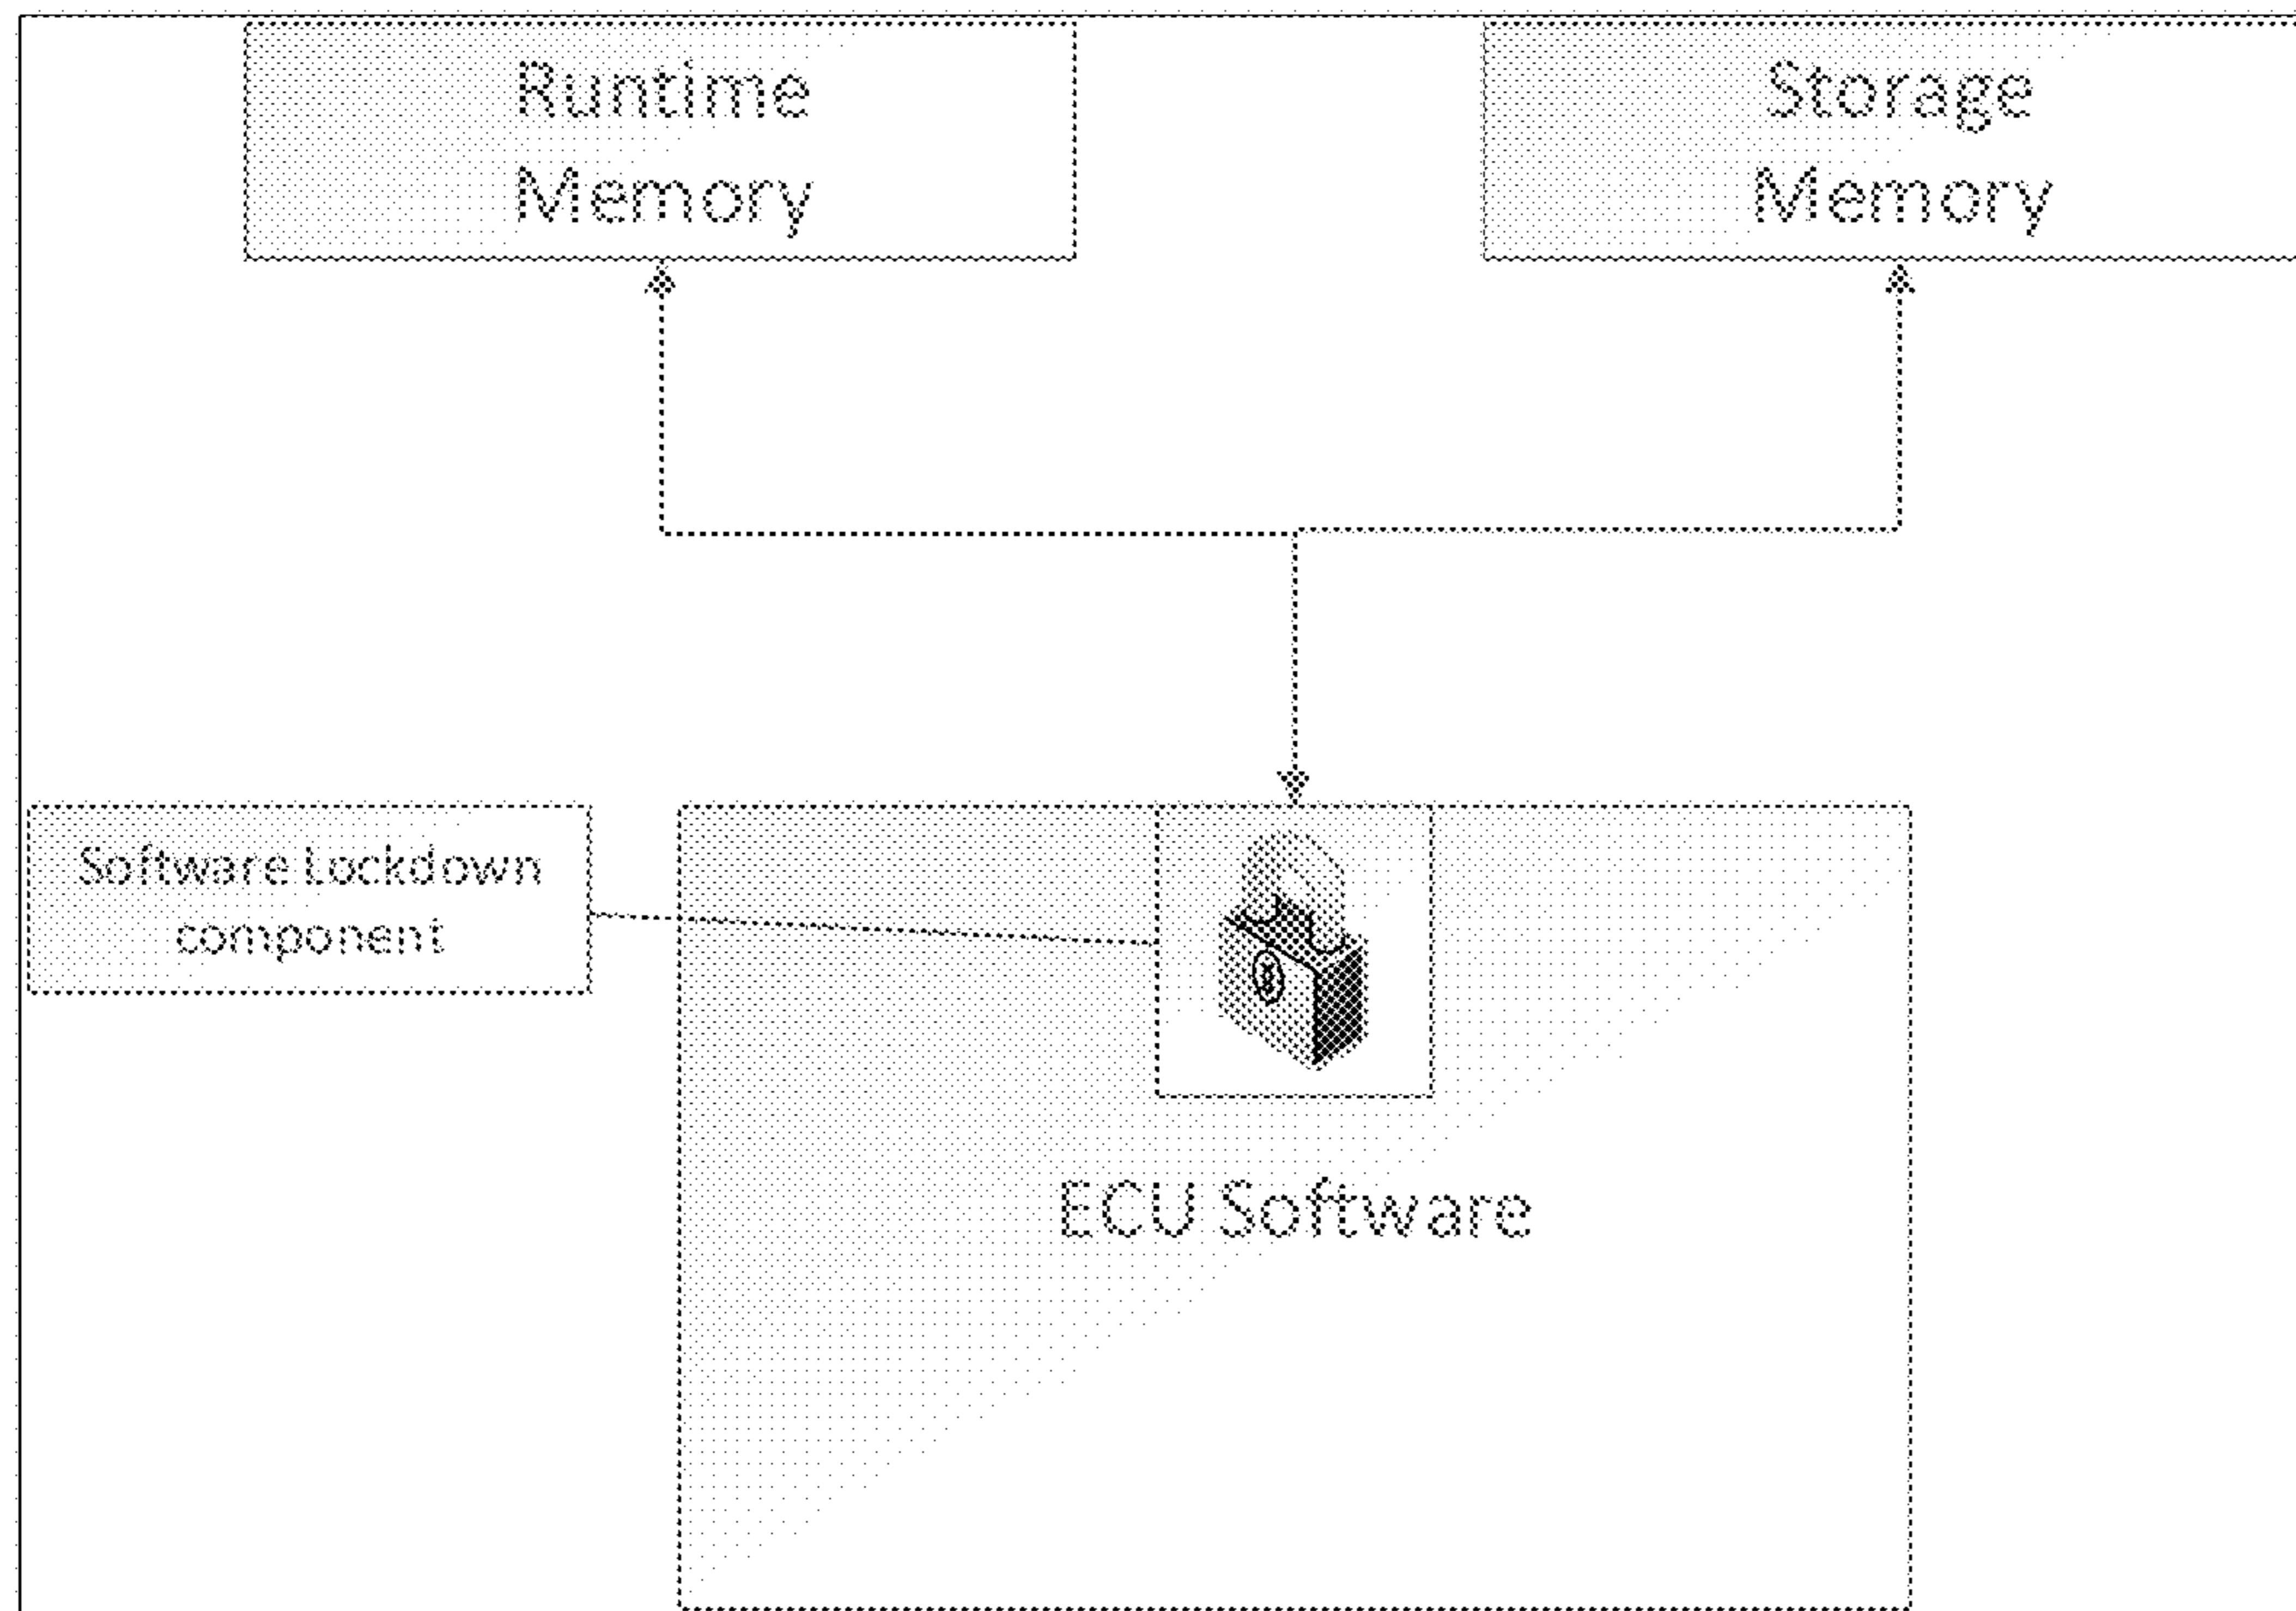 Runtime
Memory
Storage
Memory
Software Lockdown
component
ECU Software